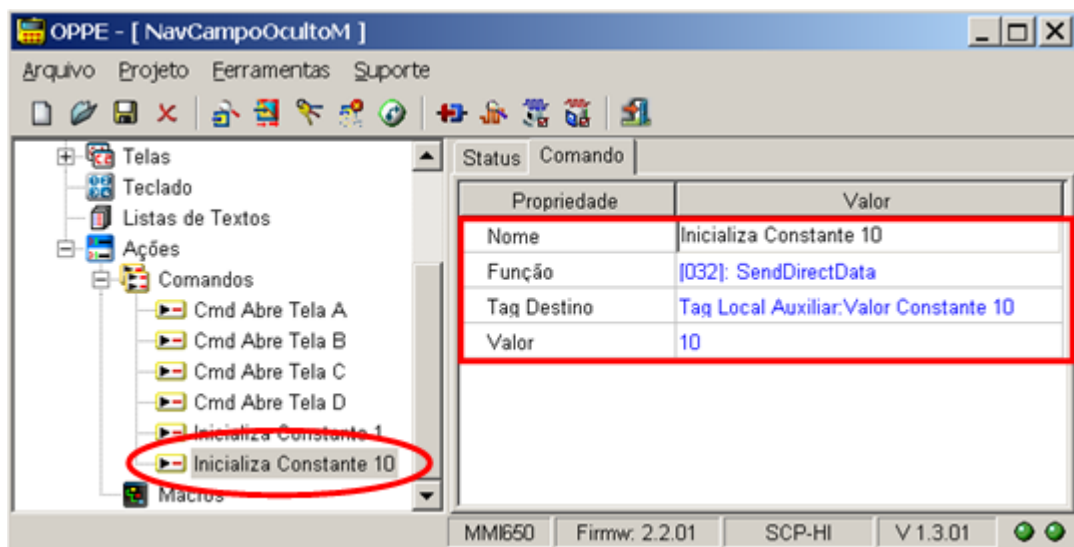 OPPE - [ NavCampoOcultoM ]
Arquivo Projeto Ferramentas Suporte
Telas
Teclado
Listas de Textos
Ações
Comandos
Cmd Abre Tela A
Cmd Abre Tela B
Cmd Abre Tela C
Cmd Abre Tela D
Inicializa Constante 1
Inicializa Constante 10
Macros
Status Comando
Propriedade Valor
Nome Inicializa Constante 10
Função [032]: SendDirectData
Tag Destino Tag Local Auxiliar:Valor Constante 10
Valor 10
MMI650 Firmw: 2.2.01 SCP-HI V 1.3.01